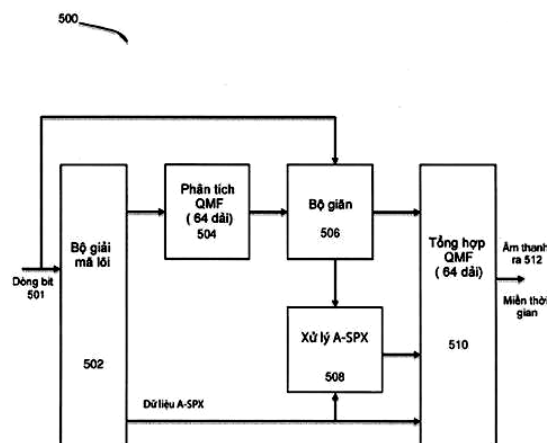 500
Phân tích
QMF
( 64 dải)
504
Bộ giãn
506
Bộ giải
mã lõi
502
Dòng bit
501
Tổng hợp
QMF
(64 dải)
510
Âm thanh
ra 512
Miền thời
gian
Xử lý A-SPX
508
Dữ liệu A-SPX